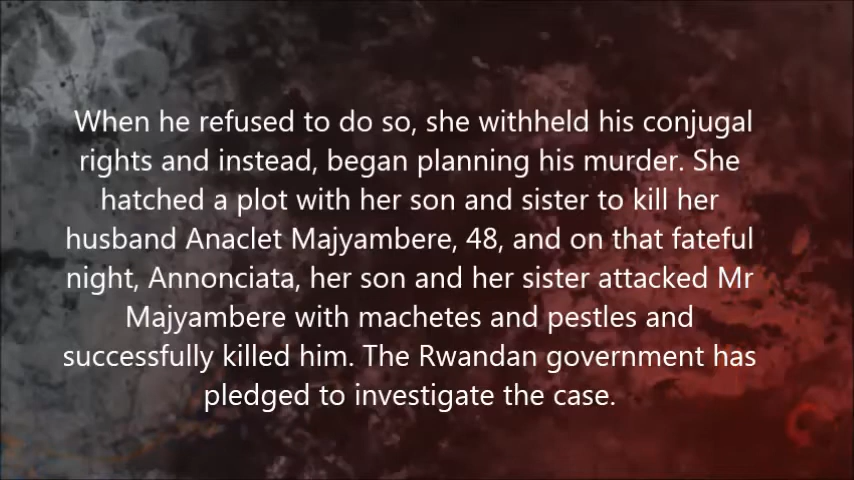 When he refused to do so, she withheld his conjugal
rights and instead, began planning his murder. She
hatched a plot with her son and sister to kill her
husband Anaclet Majyambere, 48, and on that fateful
night, Annonciata, her son and her sister attacked Mr
Majyambere with machetes and pestles and
successfully killed him. The Rwandan government has
pledged to investigate the case.